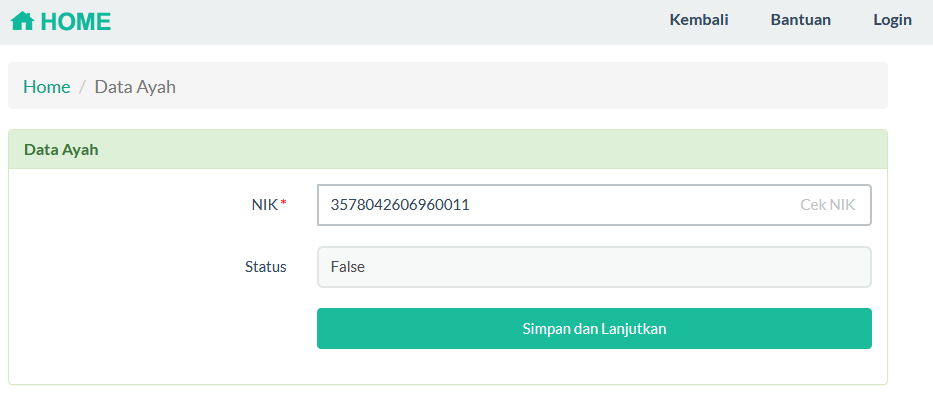 HOME Kembali Bantuan Login
Home / Data Ayah
Data Ayah
NIK* 3578042606960011 Cek NIK
Status False
Simpan dan Lanjutkan